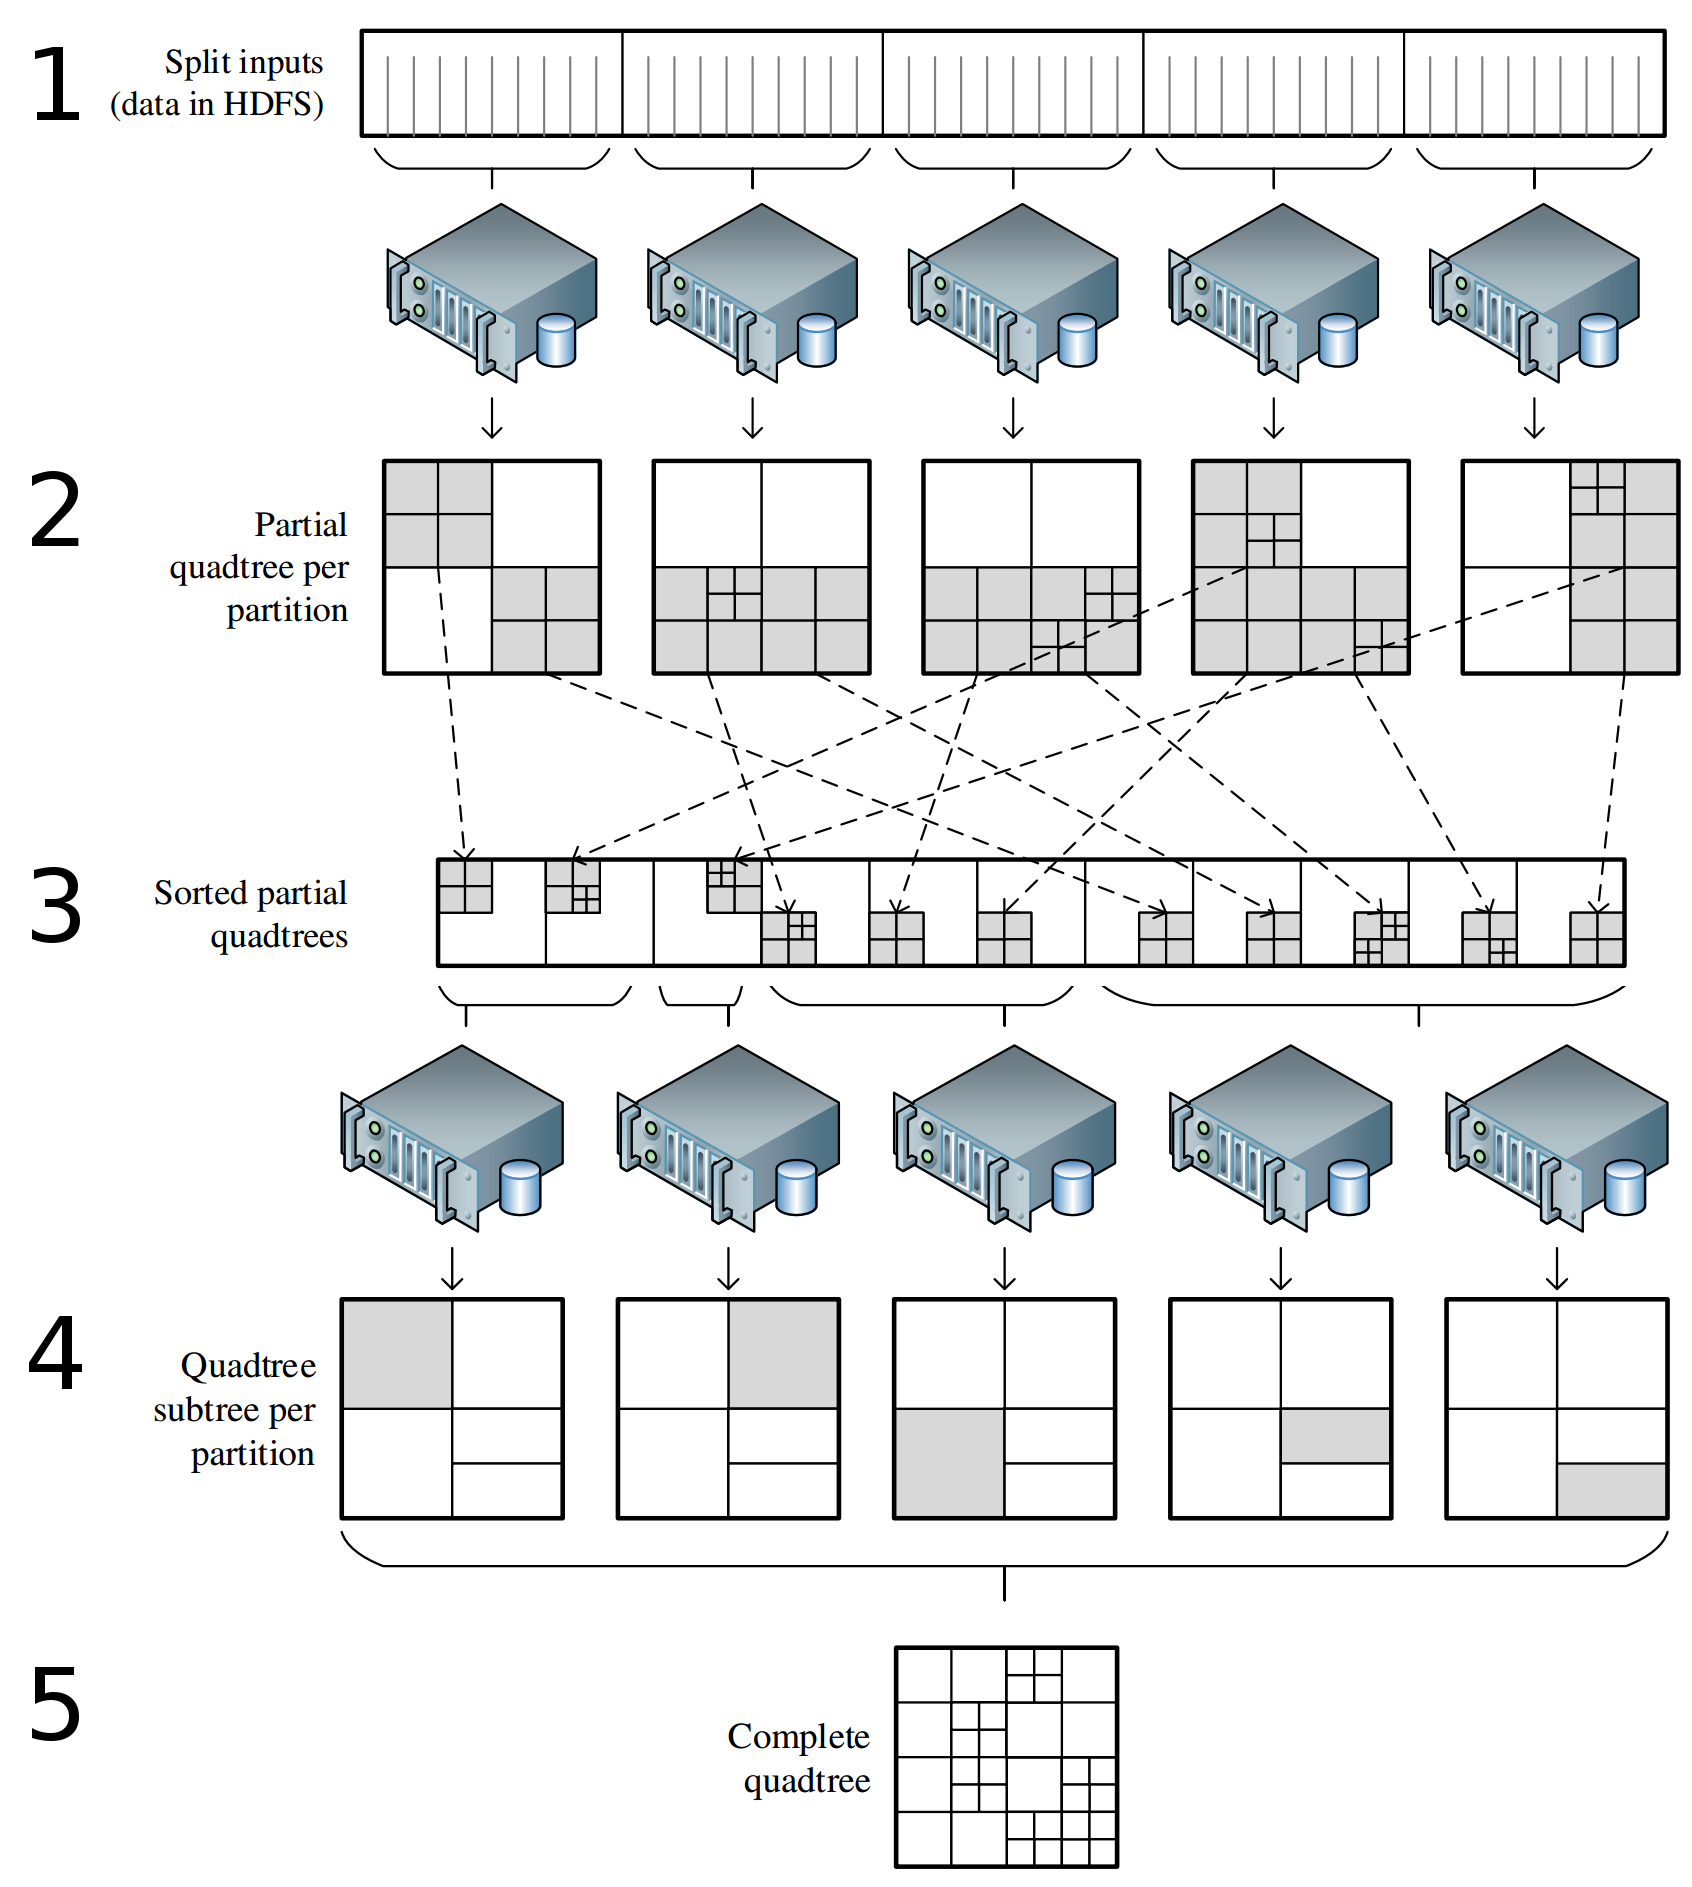 1
Split inputs
(data in HDFS)
2
Partial
quadtree per
partition
3
Sorted partial
quadtrees
4
Quadtree
subtree per
partition
5
Complete
quadtree